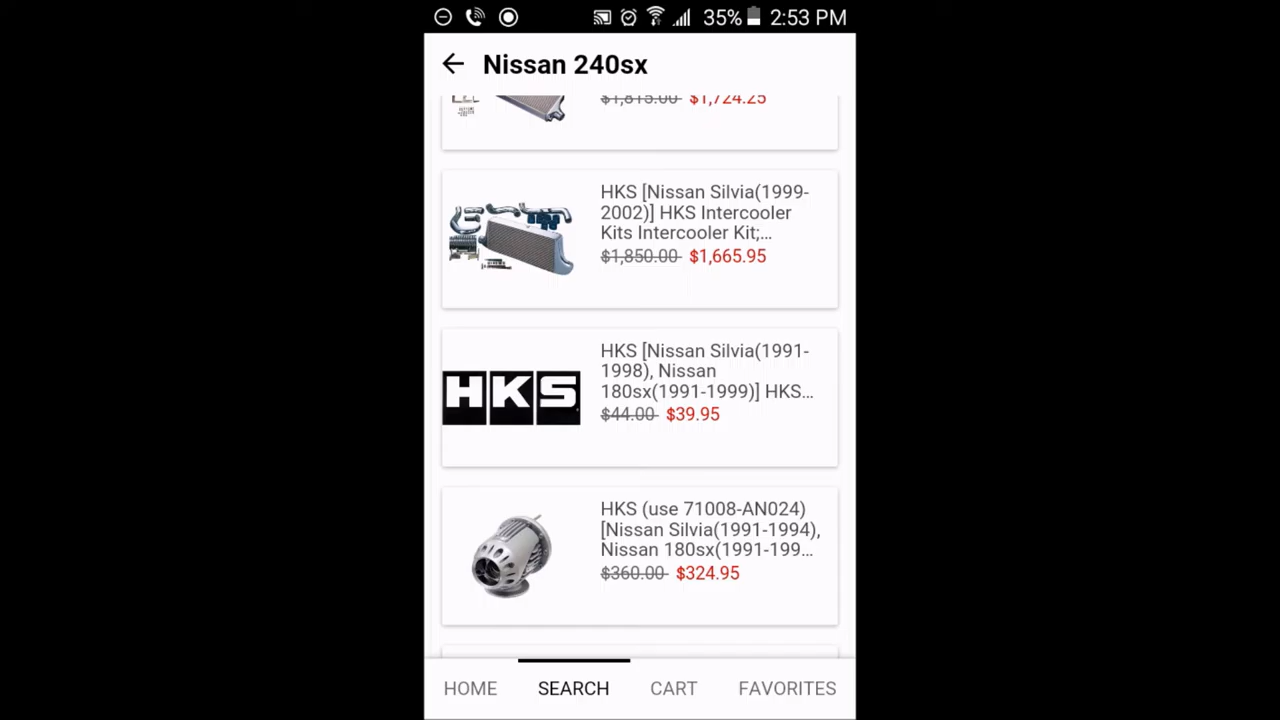 35% 2:53 PM
Nissan 240sx
$1,815.00 $1,724.25
HKS [Nissan Silvia(1999-
2002)] HKS Intercooler
Kits Intercooler Kit;...
$1,850.00 $1,665.95
HKS
HKS [Nissan Silvia(1991-
1998), Nissan
180sx(1991-1999)] HKS...
$44.00 $39.95
HKS (use 71008-AN024)
[Nissan Silvia(1991-1994),
Nissan 180sx(1991-199...
$360.00 $324.95
HOME SEARCH CART FAVORITES